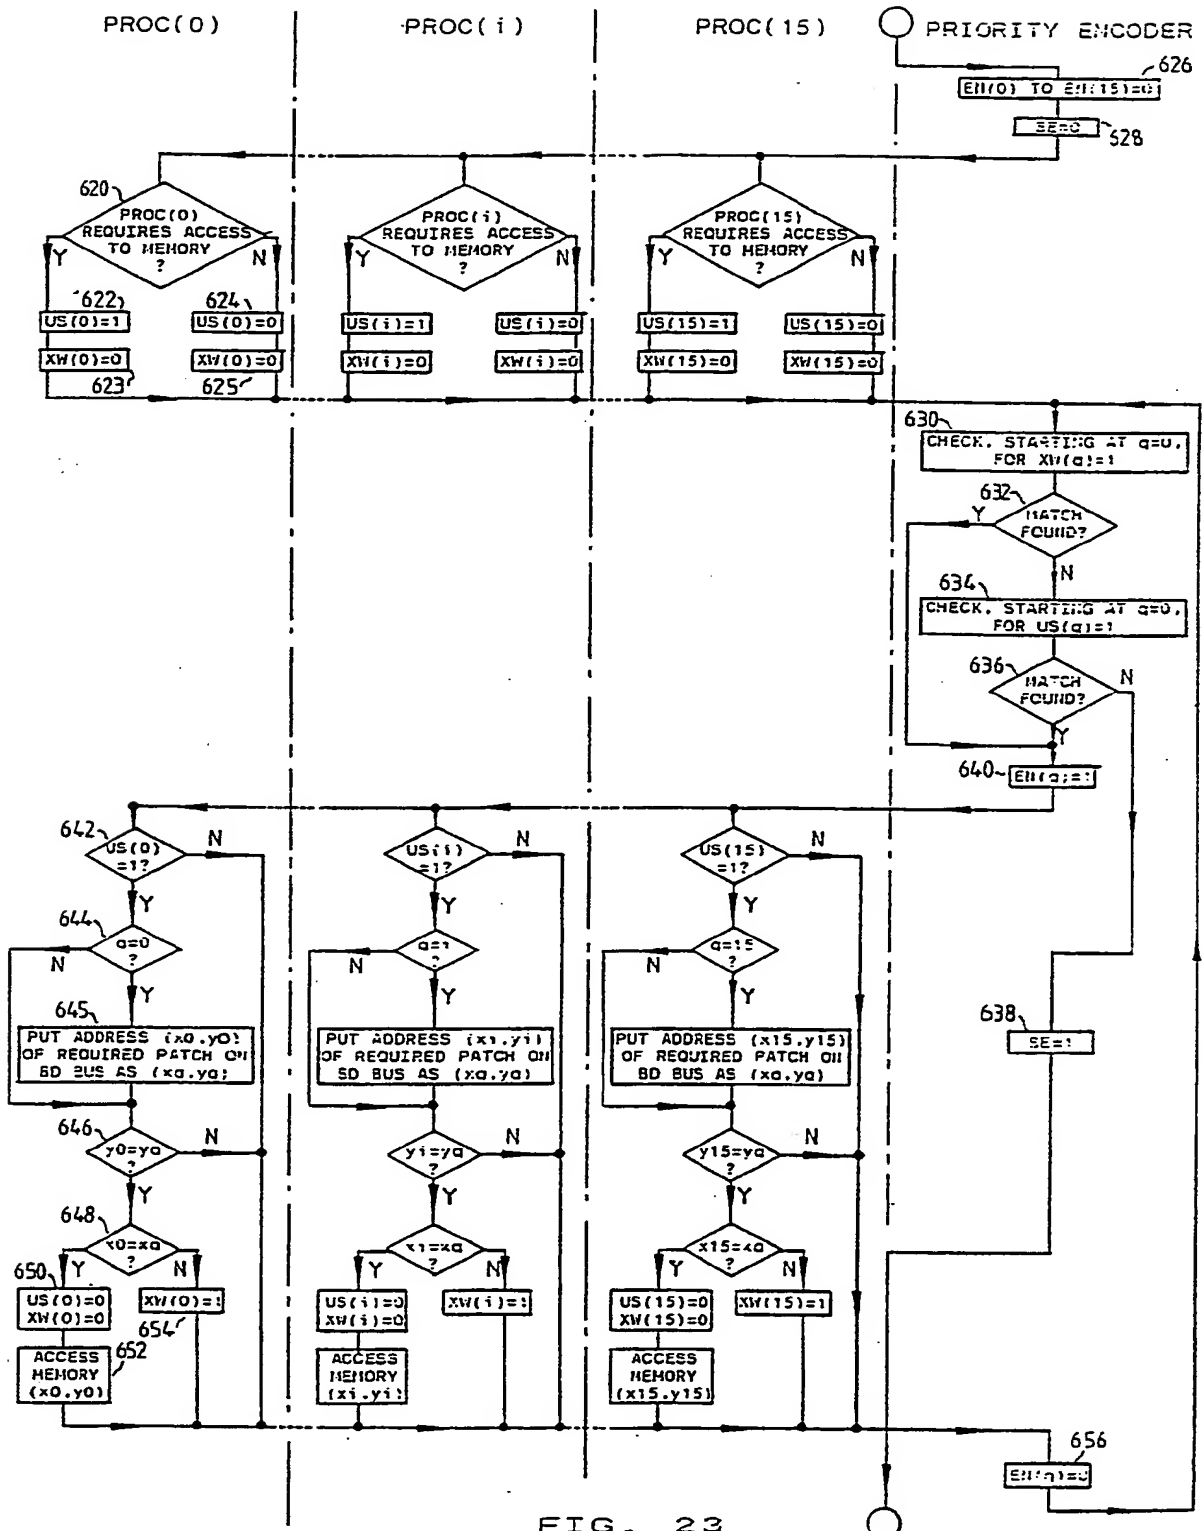 PROC(0)
PROC(i)
PROC(15)
PRIORITY ENCODER
626
EN(0) TO EN(15)=0
SE=0
628
620
PROC(0)
REQUIRES ACCESS
TO MEMORY
?
Y
N
PROC(i)
REQUIRES ACCESS
TO MEMORY
?
Y
N
PROC(15)
REQUIRES ACCESS
TO MEMORY
?
Y
N
622
624
US(0)=1
US(0)=0
US(i)=1
US(i)=0
US(15)=1
US(15)=0
XW(0)=0
XW(0)=0
XW(i)=0
XW(i)=0
XW(15)=0
XW(15)=0
623
625
630
CHECK, STARTING AT q=0,
FOR XW(q)=1
632
MATCH
FOUND?
Y
N
634
CHECK, STARTING AT q=0,
FOR US(q)=1
636
MATCH
FOUND?
N
Y
640
EN(q)=1
642
US(0)
=1?
N
Y
US(i)
=1?
N
Y
US(15)
=1?
N
Y
644
q=0
?
N
Y
q=i
?
N
Y
q=15
?
N
Y
645
PUT ADDRESS (x0,y0)
OF REQUIRED PATCH ON
BD BUS AS (xq,yq)
PUT ADDRESS (xi,yi)
OF REQUIRED PATCH ON
BD BUS AS (xq,yq)
PUT ADDRESS (x15,y15)
OF REQUIRED PATCH ON
BD BUS AS (xq,yq)
638
SE=1
646
y0=yq
?
N
Y
yi=yq
?
N
Y
y15=yq
?
N
Y
648
x0=xq
?
Y
N
xi=xq
?
Y
N
x15=xq
?
Y
N
650
US(0)=0
XW(0)=0
XW(0)=1
654
US(i)=0
XW(i)=0
XW(i)=1
US(15)=0
XW(15)=0
XW(15)=1
652
ACCESS
MEMORY
(x0,y0)
ACCESS
MEMORY
(xi,yi)
ACCESS
MEMORY
(x15,y15)
656
EN(q)=0
FIG. 23